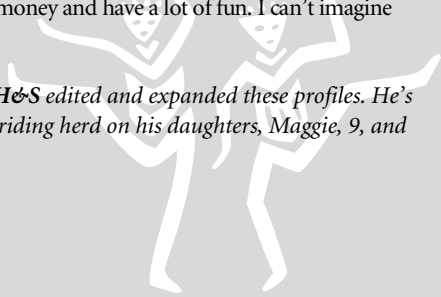 money and have a lot of fun. I can’t imagine
H&S edited and expanded these profiles. He’s
riding herd on his daughters, Maggie, 9, and